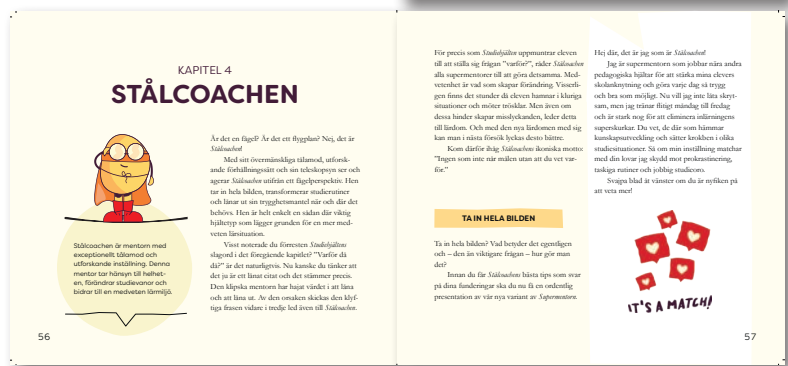 KAPITEL 4
STÅLCOACHEN
Stålcoachen är mentorn med
exceptionellt tålamod och
utforskande inställning. Denna
mentor tar hänsyn till helhet-
en, förändrar studievanor och
bidrar till en medveten lärmiljö.
56
Är det en fågel? Är det ett flygplan? Nej, det är
Stålcoachen!
Med sitt övermänskliga tålamod, utforsk-
ande förhållningssätt och sin teleskopsyn ser och
agerar Stålcoachen utifrån ett fågelperspektiv. Hen
tar in hela bilden, transformerar studierutiner
och lånar ut sin trygghetsmantel när och där det
behövs. Hen är helt enkelt en sådan där viktig
hjältetyp som lägger grunden för en mer med-
veten lärsituation.
Visst noterade du förresten Studiehjältens
slagord i det föregående kapitlet? ”Varför då
då?” är det naturligtvis. Nu kanske du tänker att
det ju är ett lånat citat och det stämmer precis.
Den klipska mentorn har hajat värdet i att låna
och att låna ut. Av den orsaken skickas den klyf-
tiga frasen vidare i tredje led även till Stålcoachen.
För precis som Studiehjälten uppmuntrar eleven
till att ställa sig frågan ”varför?”, råder Stålcoachen
alla supermentorer till att göra detsamma. Med-
vetenhet är vad som skapar förändring. Visserli-
gen finns det stunder då eleven hamnar i kluriga
situationer och möter trösklar. Men även om
dessa hinder skapar misslyckanden, leder detta
till lärdom. Och med den nya lärdomen med sig
kan man i nästa försök lyckas desto bättre.
Kom därför ihåg Stålcoachens ikoniska motto:
”Ingen som inte når målen utan att du vet var-
för.”
TA IN HELA BILDEN
Ta in hela bilden? Vad betyder det egentligen
och – den än viktigare frågan – hur gör man
det?
Innan du får Stålcoachens bästa tips som svar
på dina funderingar ska du nu få en ordentlig
presentation av vår nya variant av Supermentorn.
Hej där, det är jag som är Stålcoachen!
Jag är supermentorn som jobbar nära andra
pedagogiska hjältar för att stärka mina elevers
skolanknytning och göra varje dag så trygg
och bra som möjligt. Nu vill jag inte låta skryt-
sam, men jag tränar flitigt måndag till fredag
och är stark nog för att eliminera inlärningens
superskurkar. Du vet, de där som hämmar
kunskapsutveckling och sätter krokben i olika
studiesituationer. Så om min inställning matchar
med din lovar jag skydd mot prokrastinering,
taskiga rutiner och jobbig studicoro.
Svajpa blad åt vänster om du är nyfiken på
att veta mer!
IT'S A MATCH!
57